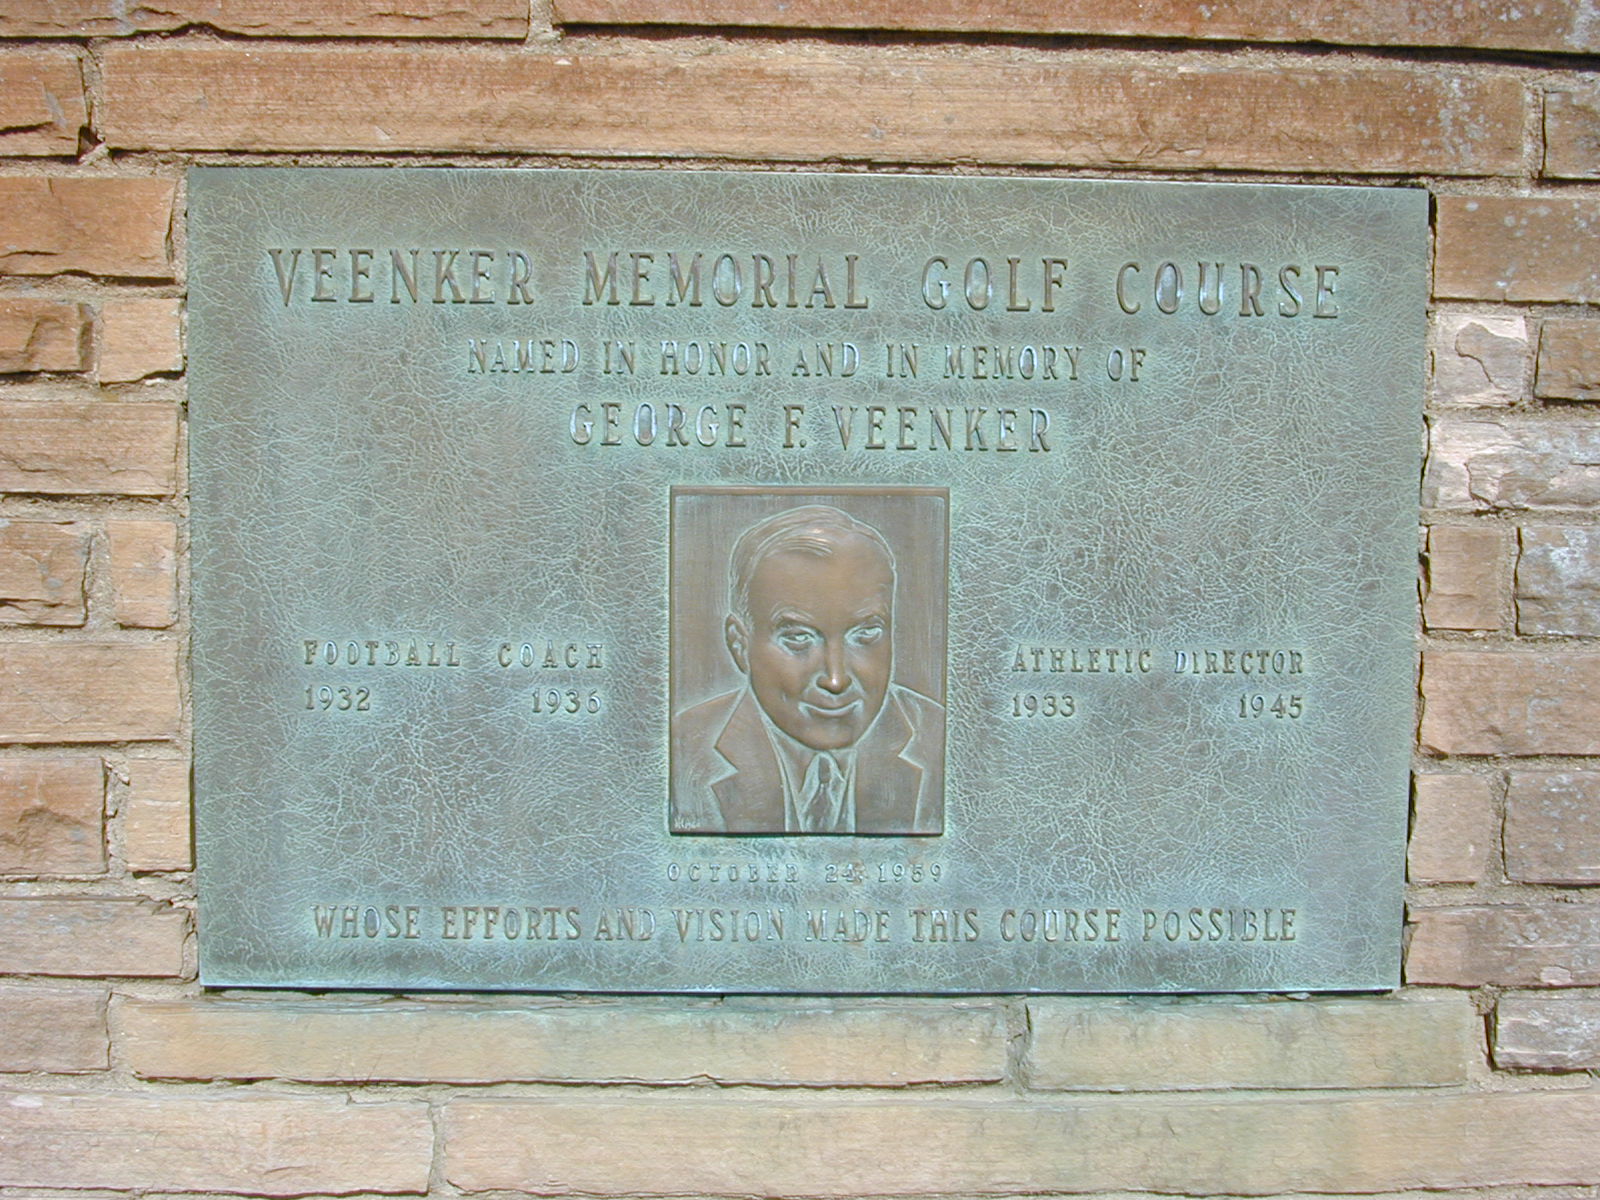 VEENKER MEMORIAL GOLF COURSE
NAMED IN HONOR AND IN MEMORY OF
GEORGE F. VEENKER
FOOTBALL COACH
1932 1936
ATHLETIC DIRECTOR
1933 1945
OCTOBER 24, 1959
WHOSE EFFORTS AND VISION MADE THIS COURSE POSSIBLE